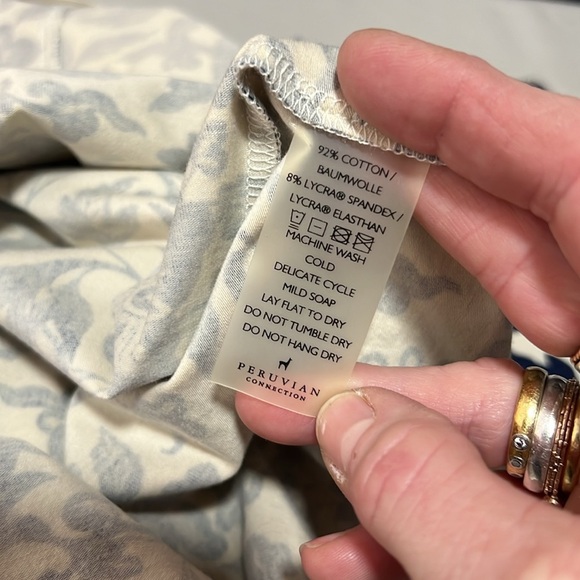 92% COTTON /
BAUMWOLLE
8% LYCRA® SPANDEX /
LYCRA® ELASTHAN
MACHINE WASH
COLD
DELICATE CYCLE
MILD SOAP
LAY FLAT TO DRY
DO NOT TUMBLE DRY
DO NOT HANG DRY
PERUVIAN
CONNECTION